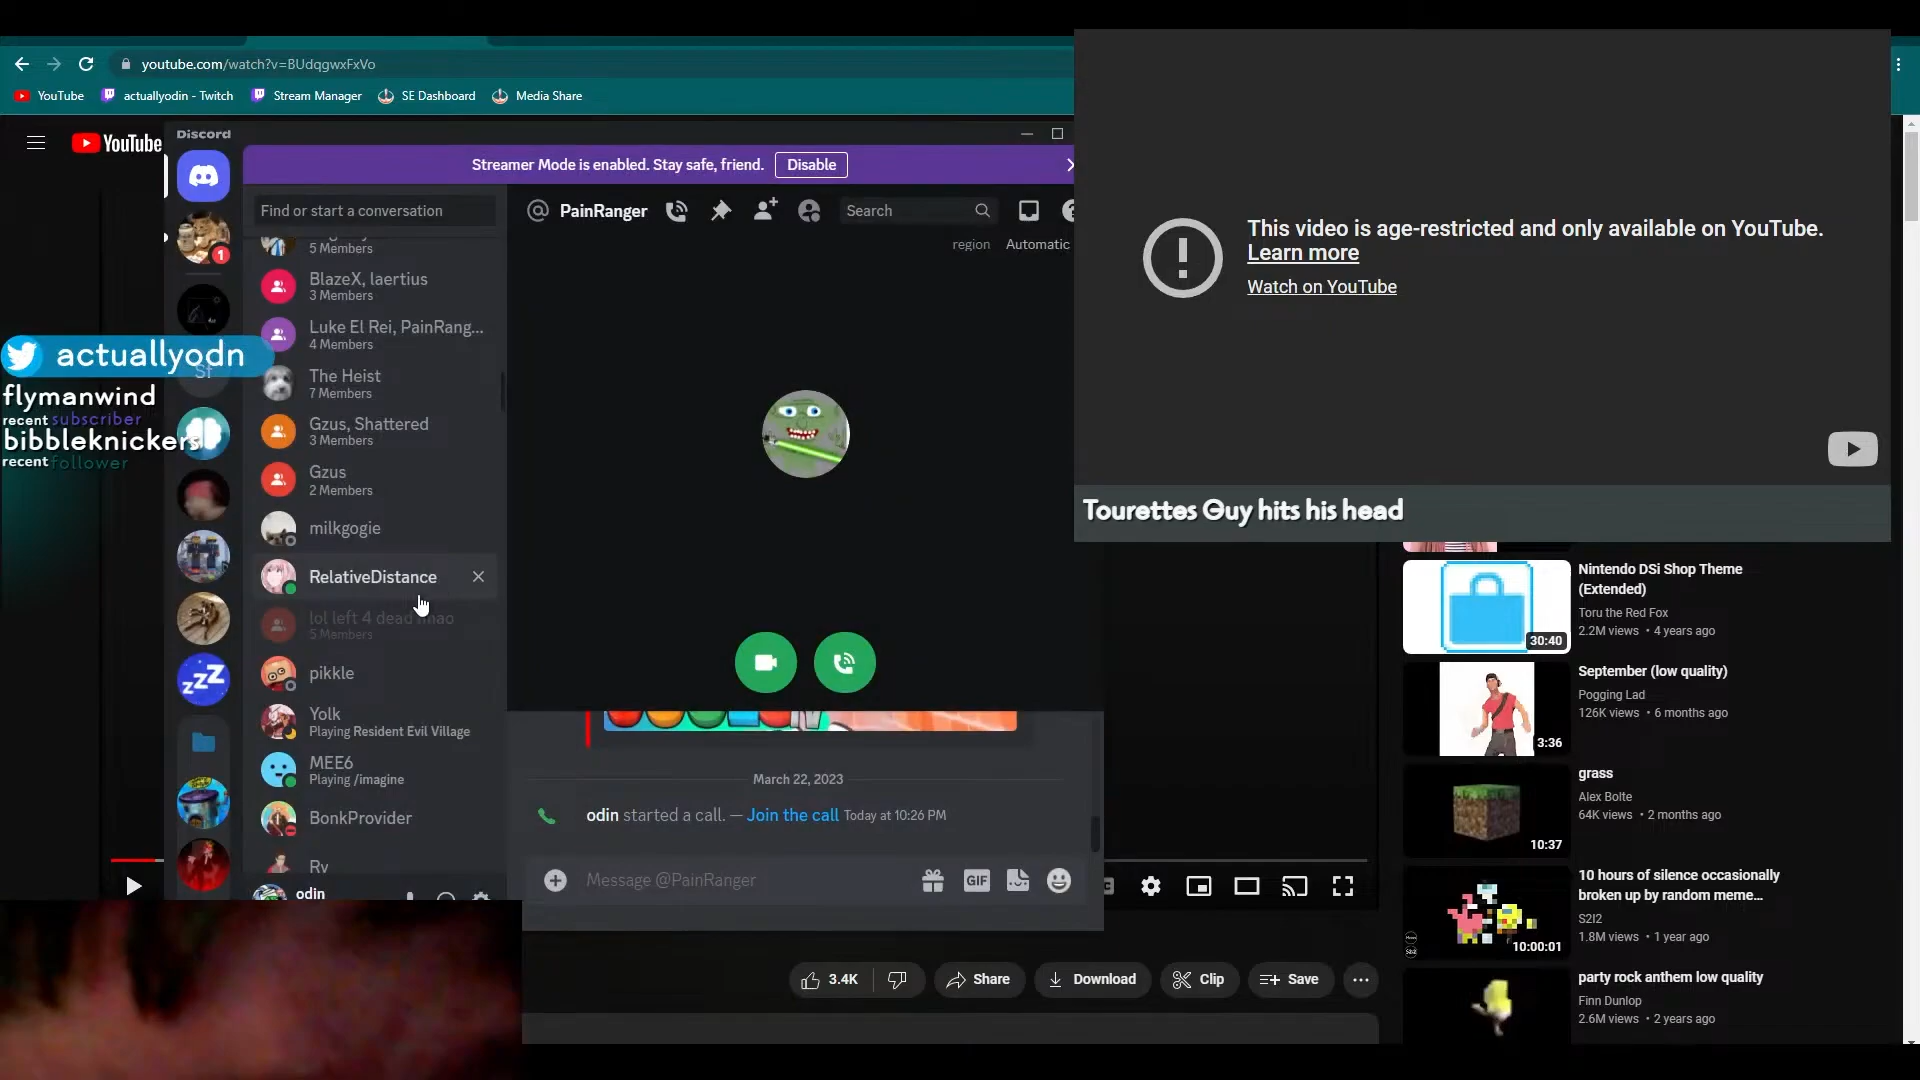 youtube.com/watch?v=BUdqgwxFxVo
YouTube
actuallyodin - Twitch
Stream Manager
SE Dashboard
Media Share
YouTube
Discord
Streamer Mode is enabled. Stay safe, friend.
Disable
Find or start a conversation
PainRanger
Search
region
Automatic
5 Members
BlazeX, laertius
3 Members
Luke El Rei, PainRang...
4 Members
The Heist
7 Members
Gzus, Shattered
3 Members
Gzus
2 Members
milkgogie
RelativeDistance
lol left 4 dead lmao
5 Members
pikkle
Yolk
Playing Resident Evil Village
MEE6
Playing /imagine
BonkProvider
Ry
odin
1
zzz
actuallyodn
flymanwind
recent subscriber
bibbleknickers
recent follower
March 22, 2023
odin started a call. — Join the call Today at 10:26 PM
Message @PainRanger
GIF
This video is age-restricted and only available on YouTube.
Learn more
Watch on YouTube
Tourettes Guy hits his head
3.4K
Share
Download
Clip
Save
Nintendo DSi Shop Theme
(Extended)
Toru the Red Fox
2.2M views • 4 years ago
30:40
September (low quality)
Pogging Lad
126K views • 6 months ago
3:36
grass
Alex Bolte
64K views • 2 months ago
10:37
10 hours of silence occasionally
broken up by random meme...
S2I2
1.8M views • 1 year ago
10:00:01
party rock anthem low quality
Finn Dunlop
2.6M views • 2 years ago